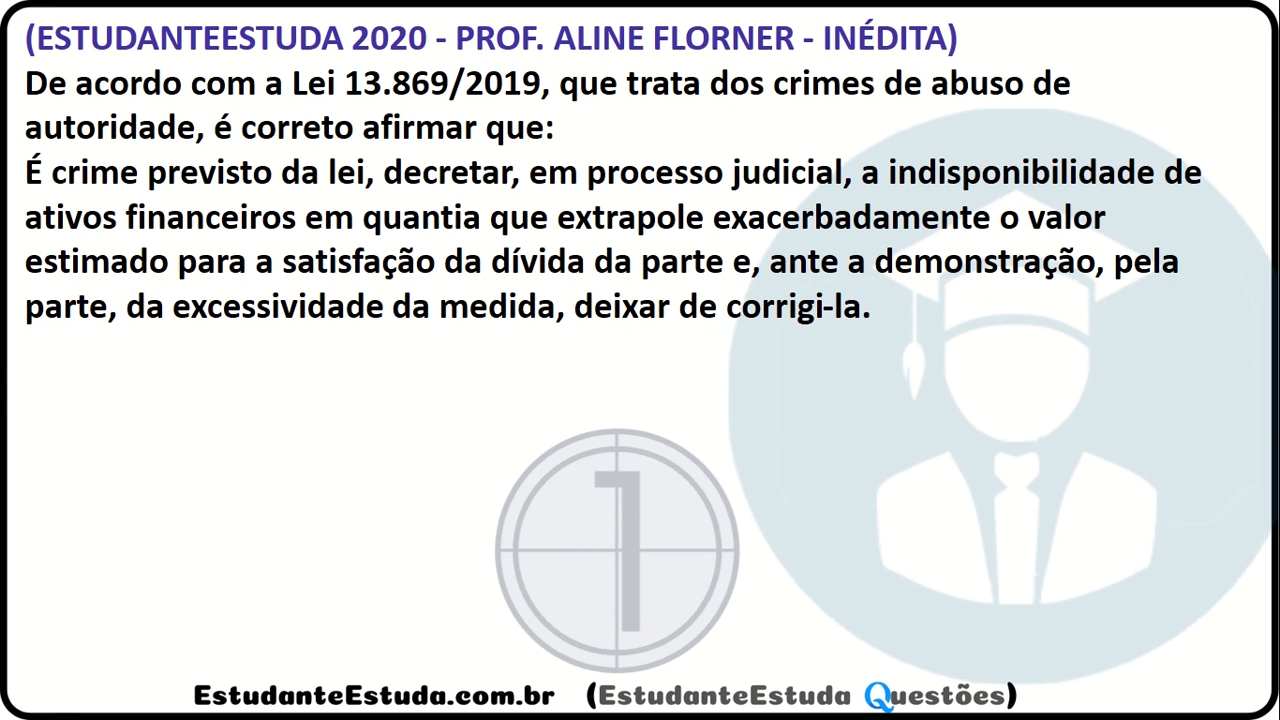 (ESTUDANTEESTUDA 2020 - PROF. ALINE FLORNER - INÉDITA)
De acordo com a Lei 13.869/2019, que trata dos crimes de abuso de
autoridade, é correto afirmar que:
É crime previsto da lei, decretar, em processo judicial, a indisponibilidade de
ativos financeiros em quantia que extrapole exacerbadamente o valor
estimado para a satisfação da dívida da parte e, ante a demonstração, pela
parte, da excessividade da medida, deixar de corrigi-la.
1
EstudanteEstuda.com.br (EstudanteEstuda Questões)